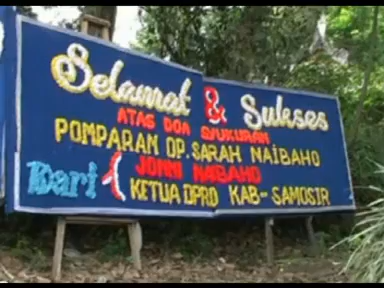 Selamat & Sukses
ATAS DOA SYUKURAN
POMPARAN OP. SARAH NAIBAHO
Dari JONNI NAIBAHO
KETUA DPRD KAB-SAMOSIR